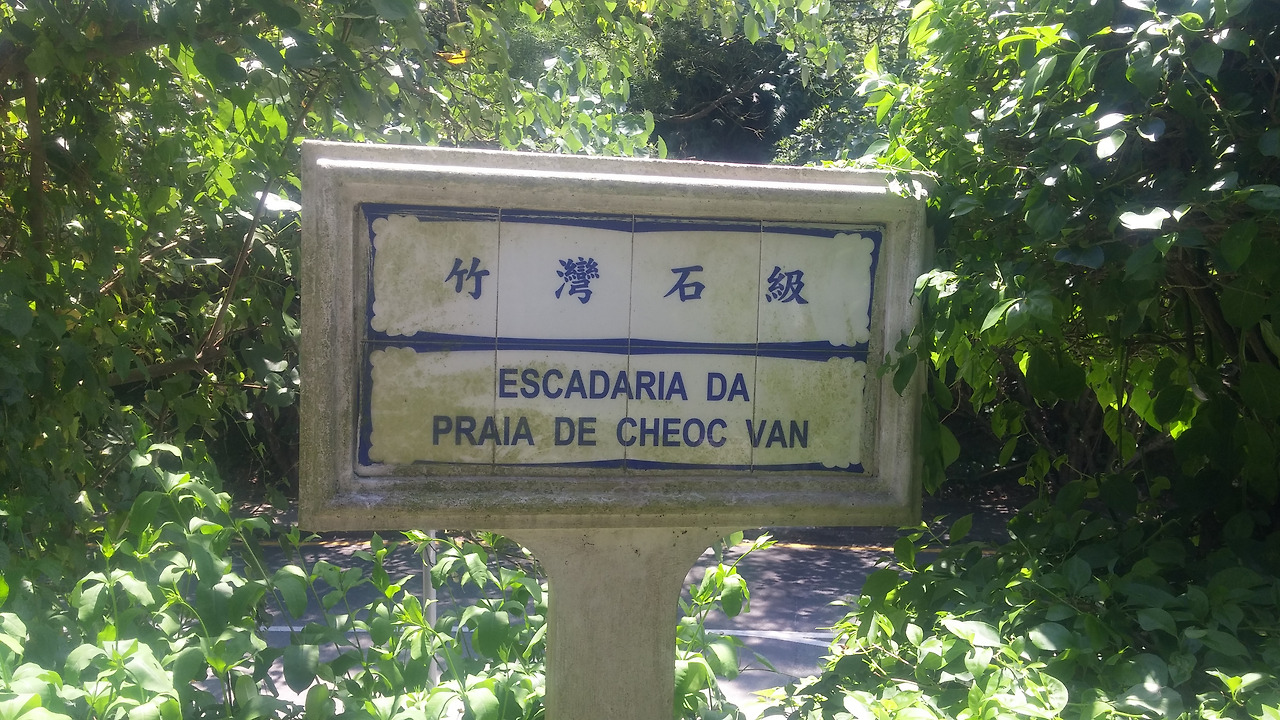 竹灣石級
ESCADARIA DA
PRAIA DE CHEOC VAN